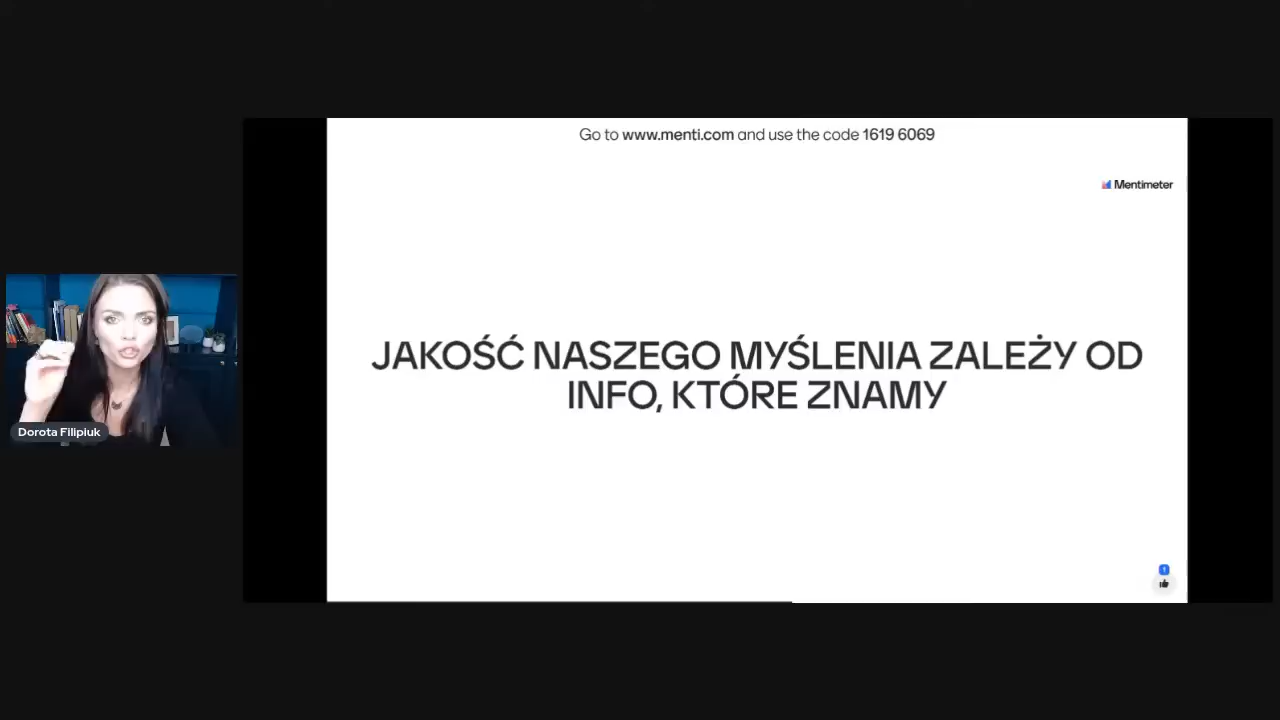 Go to www.menti.com and use the code 1619 6069
Mentimeter
JAKOŚĆ NASZEGO MYŚLENIA ZALEŻY OD
INFO, KTÓRE ZNAMY
Dorota Filipiuk
1